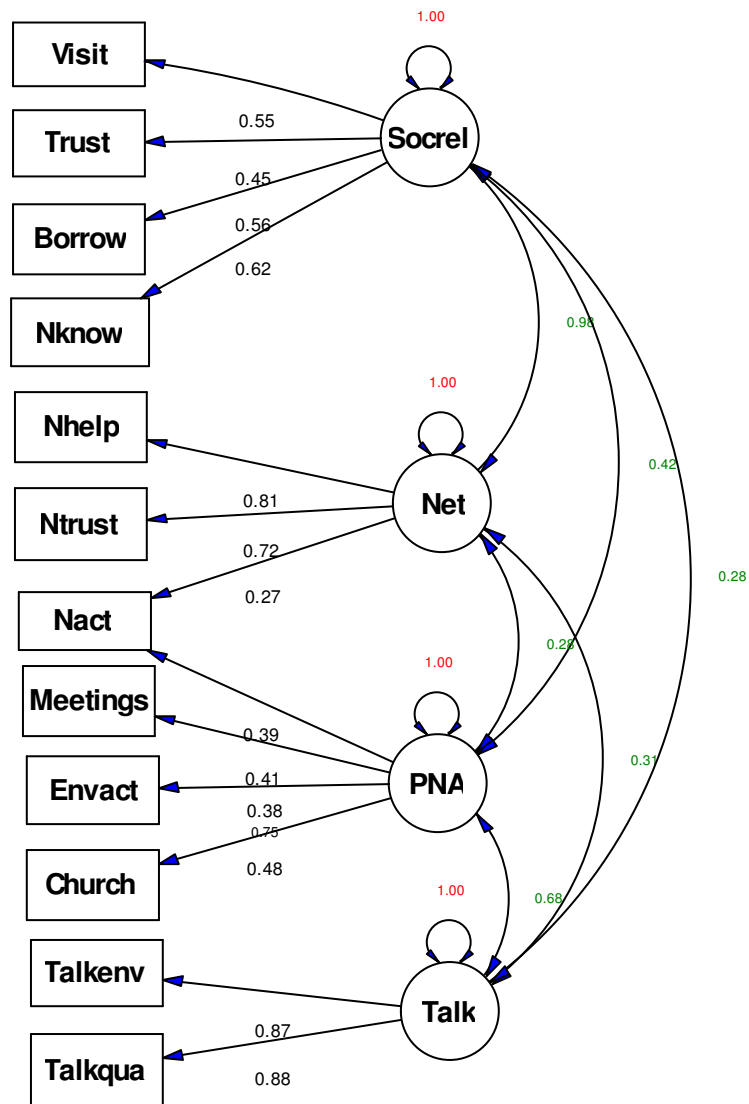 1.00
Visit
Trust
0.55
Socrel
0.45
Borrow
0.56
0.62
Nknow
0.98
1.00
Nhelp
0.42
Ntrust
0.81
Net
0.72
0.28
0.27
Nact
0.28
1.00
Meetings
0.39
0.31
Envact
0.41
PNA
0.38
0.75
Church
0.48
1.00
0.68
Talkenv
Talk
0.87
Talkqua
0.88